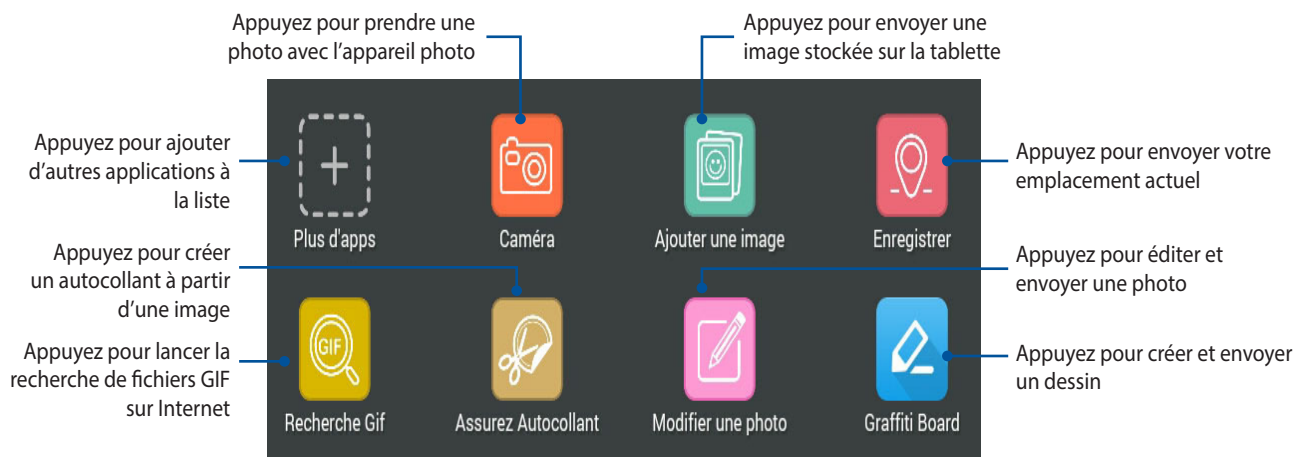 Appuyez pour prendre une
photo avec l'appareil photo
Appuyez pour envoyer une
image stockée sur la tablette
Appuyez pour ajouter
d'autres applications à
la liste
Appuyez pour envoyer votre
emplacement actuel
Plus d'apps
Caméra
Ajouter une image
Enregistrer
Appuyez pour créer
un autocollant à partir
d'une image
Appuyez pour éditer et
envoyer une photo
Appuyez pour lancer la
recherche de fichiers GIF
sur Internet
GIF
Appuyez pour créer et envoyer
un dessin
Recherche Gif
Assurez Autocollant
Modifier une photo
Graffiti Board